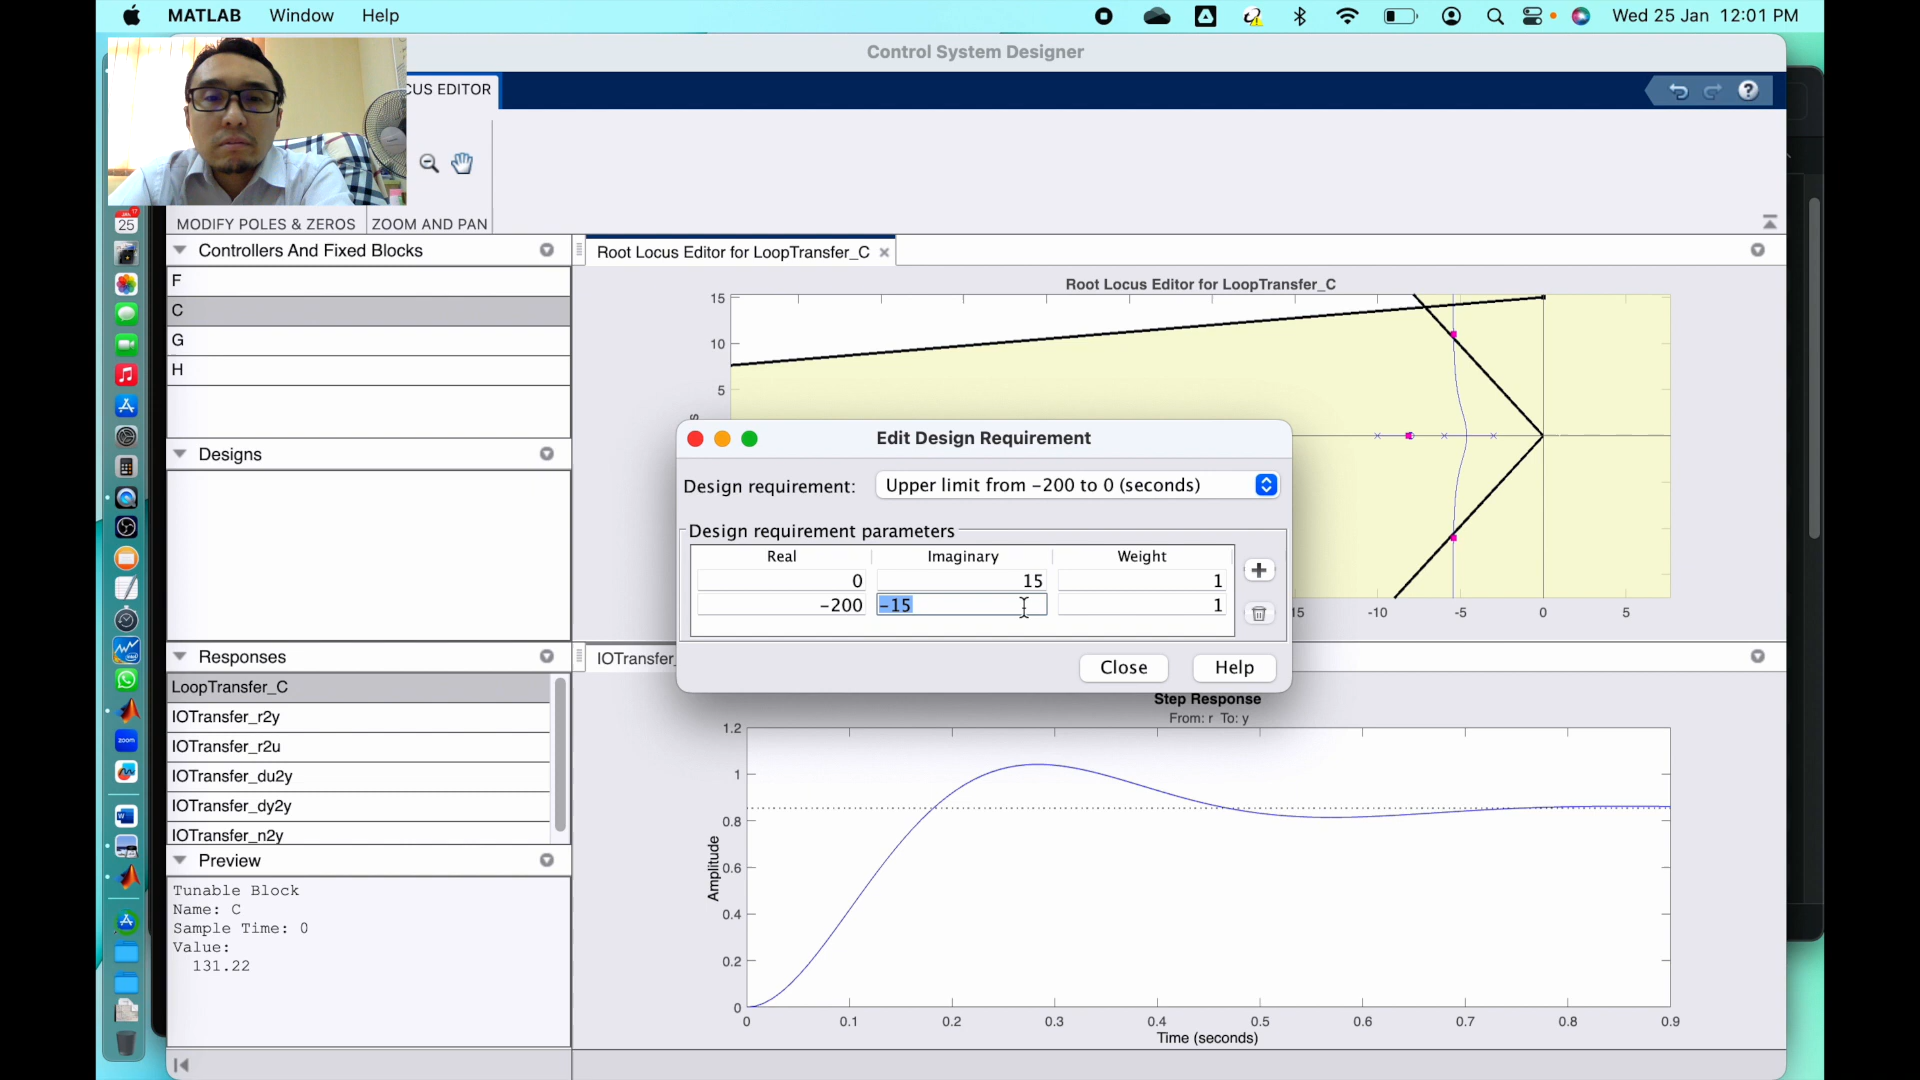 MATLAB Window Help
Wed 25 Jan 12:01 PM
Control System Designer
CUS EDITOR
MODIFY POLES & ZEROS
ZOOM AND PAN
25
Controllers And Fixed Blocks
F
C
G
H
Designs
Responses
LoopTransfer_C
IOTransfer_r2y
IOTransfer_r2u
IOTransfer_du2y
IOTransfer_dy2y
IOTransfer_n2y
Preview
Tunable Block
Name: C
Sample Time: 0
Value:
131.22
zoom
Root Locus Editor for LoopTransfer_C
Root Locus Editor for LoopTransfer_C
15
10
5
15
-10
-5
0
5
Edit Design Requirement
Design requirement: Upper limit from -200 to 0 (seconds)
Design requirement parameters
Real Imaginary Weight
0 15 1
-200 -15 1
Close
Help
IOTransfer_
Step Response
From: r To: y
Amplitude
1.2
1
0.8
0.6
0.4
0.2
0
0 0.1 0.2 0.3 0.4 0.5 0.6 0.7 0.8 0.9
Time (seconds)